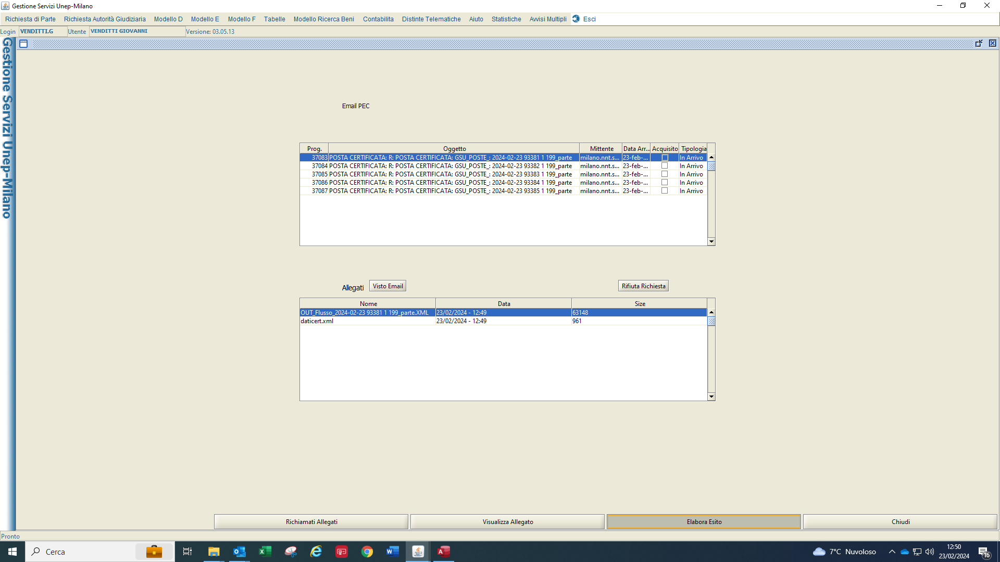 Gestione Servizi Unep-Milano
Richiesta di Parte Richiesta Autorità Giudiziaria Modello D Modello E Modello F Tabelle Modello Ricerca Beni Contabilita Distinte Telematiche Aiuto Statistiche Avvisi Multipli Esci
Login VENDITTI.G Utente VENDITTI GIOVANNI Versione: 03.05.13
Gestione Servizi Unep-Milano
Email PEC
Prog. Oggetto Mittente Data Arr... Acquisito Tipologia
37083 POSTA CERTIFICATA: R: POSTA CERTIFICATA: GSU_POSTE_: 2024-02-23 93381 1 199_parte milano.nnt.s... 23-feb-... In Arrivo
37084 POSTA CERTIFICATA: R: POSTA CERTIFICATA: GSU_POSTE_: 2024-02-23 93382 1 199_parte milano.nnt.s... 23-feb-... In Arrivo
37085 POSTA CERTIFICATA: R: POSTA CERTIFICATA: GSU_POSTE_: 2024-02-23 93383 1 199_parte milano.nnt.s... 23-feb-... In Arrivo
37086 POSTA CERTIFICATA: R: POSTA CERTIFICATA: GSU_POSTE_: 2024-02-23 93384 1 199_parte milano.nnt.s... 23-feb-... In Arrivo
37087 POSTA CERTIFICATA: R: POSTA CERTIFICATA: GSU_POSTE_: 2024-02-23 93385 1 199_parte milano.nnt.s... 23-feb-... In Arrivo
Allegati Visto Email Rifiuta Richiesta
Nome Data Size
OUT_Flusso_2024-02-23 93381 1 199_parte.XML 23/02/2024 - 12:49 63148
daticert.xml 23/02/2024 - 12:49 961
Richiamati Allegati Visualizza Allegato Elabora Esito Chiudi
Pronto
Cerca 7°C Nuvoloso 12:50
23/02/2024 16